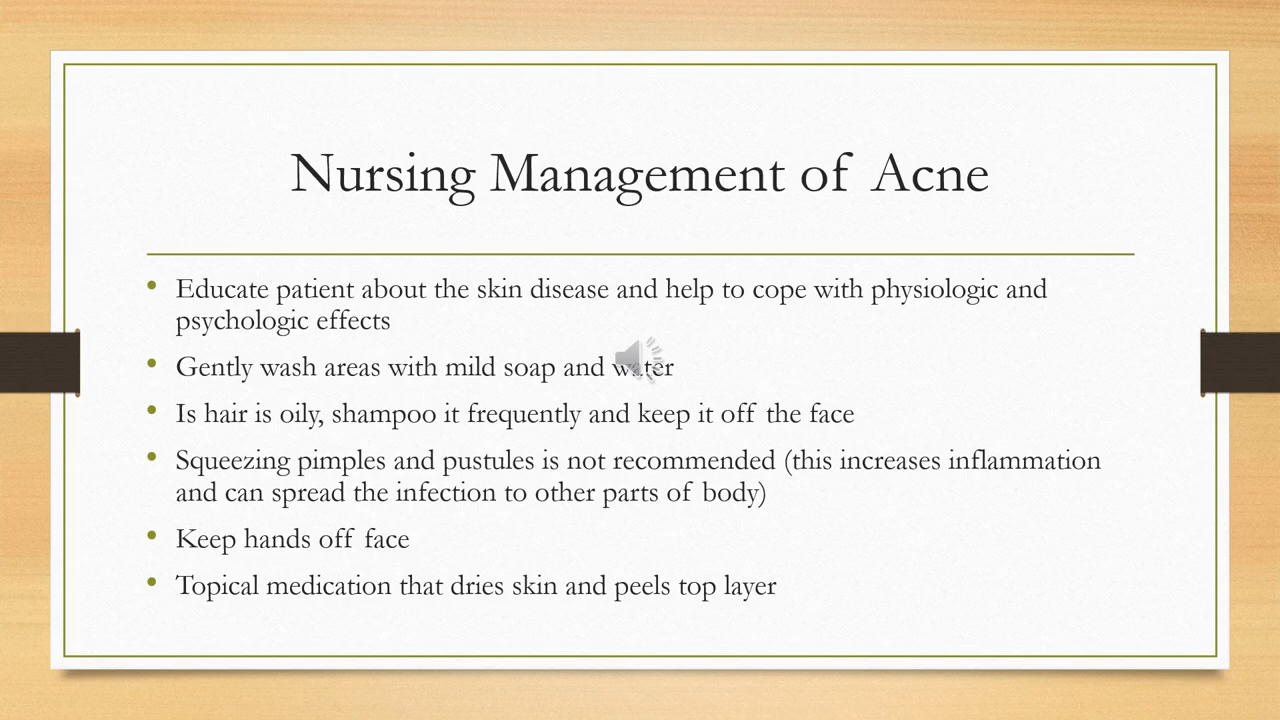 Nursing Management of Acne
• Educate patient about the skin disease and help to cope with physiologic and
psychologic effects
• Gently wash areas with mild soap and water
• Is hair is oily, shampoo it frequently and keep it off the face
• Squeezing pimples and pustules is not recommended (this increases inflammation
and can spread the infection to other parts of body)
• Keep hands off face
• Topical medication that dries skin and peels top layer